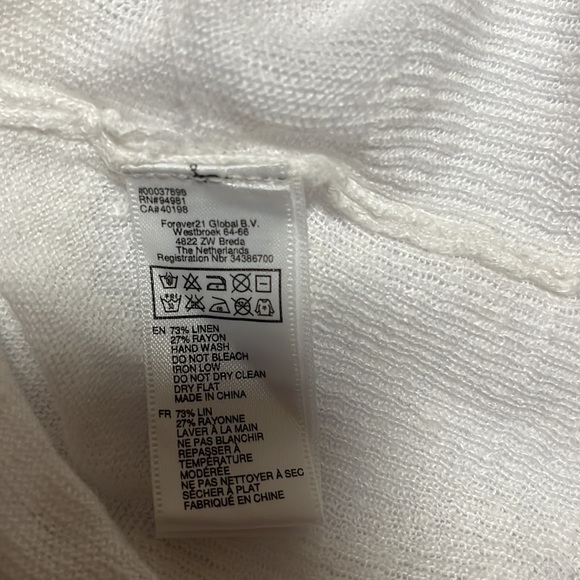 #00037898
RN#94981
CA#40198
Forever21 Global B.V.
Westbroek 64-66
4822 ZW Breda
The Netherlands
Registration Nbr 34386700
EN 73% LINEN
27% RAYON
HAND WASH
DO NOT BLEACH
IRON LOW
DO NOT DRY CLEAN
DRY FLAT
MADE IN CHINA
FR 73% LIN
27% RAYONNE
LAVER À LA MAIN
NE PAS BLANCHIR
REPASSER À
TEMPÉRATURE
MODÉRÉE
NE PAS NETTOYER À SEC
SÉCHER À PLAT
FABRIQUÉ EN CHINE